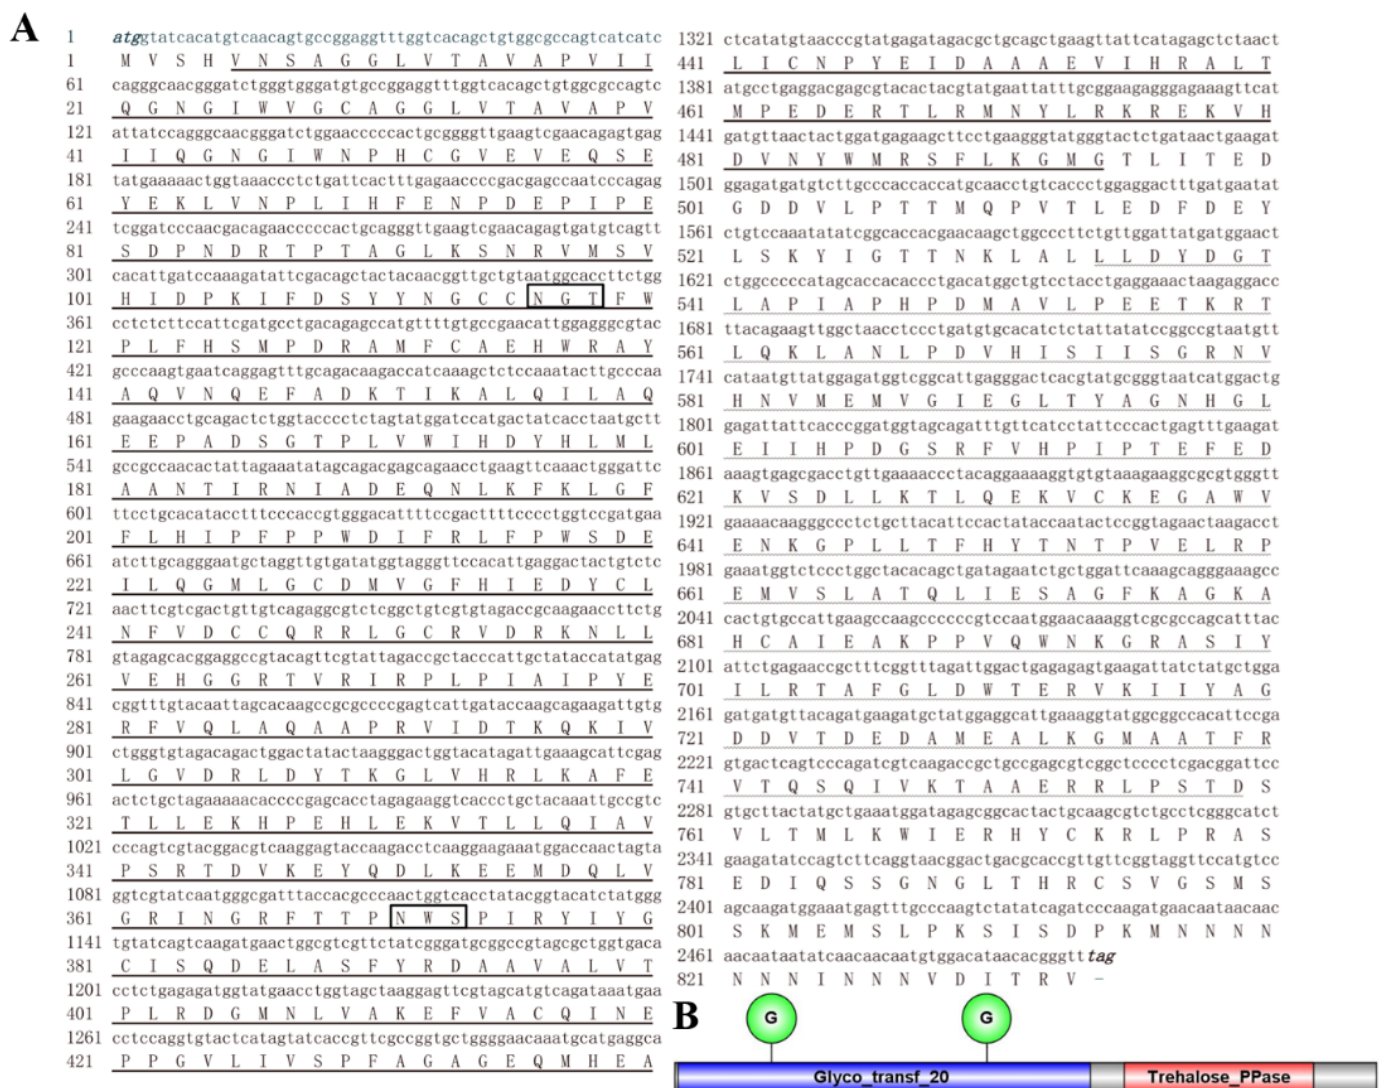 A
1 atggtatcacatgtcaacagtgccggaggtttggtcacagctgtggcgccagtcatcatc
1 M V S H V N S A G G L V T A V A P V I I
61 cagggcaacgggatctgggtgggatgtgccggaggtttggtcacagctgtggcgccagtc
21 Q G N G I W V G C A G G L V T A V A P V
121 attatccagggcaacgggatctggaacccccactgcggggttgaagtcgaacagagtgag
41 I I Q G N G I W N P H C G V E V E Q S E
181 tatgaaaaactggtaaaccctctgattcactttgagaaccccgacgagccaatcccagag
61 Y E K L V N P L I H F E N P D E P I P E
241 tcggatcccaacgacagaacccccactgcagggttgaagtcgaacagagtgatgtcagtt
81 S D P N D R T P T A G L K S N R V M S V
301 cacattgatccaaagatattcgacagctactacaacggttgctgtaatggcaccttctgg
101 H I D P K I F D S Y Y N G C C N G T F W
361 cctctcttccattcgatgcctgacagagccatgttttgtgccgaacattggagggcgtac
121 P L F H S M P D R A M F C A E H W R A Y
421 gcccaagtgaatcaggagtttgcagacaagaccatcaaagctctccaaatacttgcccaa
141 A Q V N Q E F A D K T I K A L Q I L A Q
481 gaagaacctgcagactctggtacccctctagtatggatccatgactatcacctaatgctt
161 E E P A D S G T P L V W I H D Y H L M L
541 gccgccaacactattagaaatatagcagacgagcagaacctgaagttcaaactgggattc
181 A A N T I R N I A D E Q N L K F K L G F
601 ttcctgcacatacctttcccaccgtgggacattttccgacttttcccctggtccgatgaa
201 F L H I P F P P W D I F R L F P W S D E
661 atcttgcagggaatgctaggttgtgatatggtagggttccacattgaggactactgtctc
221 I L Q G M L G C D M V G F H I E D Y C L
721 aacttcgtcgactgttgtcagaggcgtctcggctgtcgtgtagaccgcaagaaccttctg
241 N F V D C C Q R R L G C R V D R K N L L
781 gtagagcacggaggccgtacagttcgtattagaccgctacccattgctataccatatgag
261 V E H G G R T V R I R P L P I A I P Y E
841 cggtttgtacaattagcacaagccgcgccccgagtcattgataccaagcagaagattgtg
281 R F V Q L A Q A A P R V I D T K Q K I V
901 ctgggtgtagacagactggactatactaagggactggtacatagattgaaagcattcgag
301 L G V D R L D Y T K G L V H R L K A F E
961 actctgctagaaaaacaccccgagcacctagagaaggtcaccctgctacaaattgccgtc
321 T L L E K H P E H L E K V T L L Q I A V
1021 cccagtcgtacggacgtcaaggagtaccaagacctcaaggaagaaatggaccaactagta
341 P S R T D V K E Y Q D L K E E M D Q L V
1081 ggtcgtatcaatgggcgatttaccacgcccaactggtcacctatacggtacatctatggg
361 G R I N G R F T T P N W S P I R Y I Y G
1141 tgtatcagtcaagatgaactggcgtcgttctatcgggatgcggccgtagcgctggtgaca
381 C I S Q D E L A S F Y R D A A V A L V T
1201 cctctgagagatggtatgaacctggtagctaaggagttcgtagcatgtcagataaatgaa
401 P L R D G M N L V A K E F V A C Q I N E
1261 cctccaggtgtactcatagtatcaccgttcgccggtgctggggaacaaatgcatgaggca
421 P P G V L I V S P F A G A G E Q M H E A
1321 ctcatatgtaacccgtatgagatagacgctgcagctgaagttattcatagagctctaact
441 L I C N P Y E I D A A A E V I H R A L T
1381 atgcctgaggacgagcgtacactacgtatgaattatttgcggaagagggagaaagttcat
461 M P E D E R T L R M N Y L R K R E K V H
1441 gatgttaactactggatgagaagcttcctgaagggtatgggtactctgataactgaagat
481 D V N Y W M R S F L K G M G T L I T E D
1501 ggagatgatgtcttgcccaccaccatgcaacctgtcaccctggaggactttgatgaatat
501 G D D V L P T T M Q P V T L E D F D E Y
1561 ctgtccaaatatatcggcaccacgaacaagctggcccttctgttggattatgatggaact
521 L S K Y I G T T N K L A L L L D Y D G T
1621 ctggcccccatagcaccacaccctgacatggctgtcctacctgaggaaactaagaggacc
541 L A P I A P H P D M A V L P E E T K R T
1681 ttacagaagttggctaacctccctgatgtgcacatctctattatatccggccgtaatgtt
561 L Q K L A N L P D V H I S I I S G R N V
1741 cataatgttatggagatggtcggcattgagggactcacgtatgcgggtaatcatggactg
581 H N V M E M V G I E G L T Y A G N H G L
1801 gagattattcacccggatggtagcagatttgttcatcctattcccactgagtttgaagat
601 E I I H P D G S R F V H P I P T E F E D
1861 aaagtgagcgacctgttgaaaaccctacaggaaaaggtgtgtaaagaaggcgcgtgggtt
621 K V S D L L K T L Q E K V C K E G A W V
1921 gaaaacaagggccctctgcttacattccactataccaatactccggtagaactaagacct
641 E N K G P L L T F H Y T N T P V E L R P
1981 gaaatggtctccctggctacacagctgatagaatctgctggattcaaagcagggaaagcc
661 E M V S L A T Q L I E S A G F K A G K A
2041 cactgtgccattgaagccaagcccccccgtccaatggaacaaaggtcgcgccagcatttac
681 H C A I E A K P P V Q W N K G R A S I Y
2101 attctgagaaccgctttcggtttagattggactgagagagtgaagattatctatgctgga
701 I L R T A F G L D W T E R V K I I Y A G
2161 gatgatgttacagatgaagatgctatggaggcattgaaaggtatggcggccacattccga
721 D D V T D E D A M E A L K G M A A T F R
2221 gtgactcagtcccagatcgtcaagaccgctgccgagcgtcggctcccctcgacggattcc
741 V T Q S Q I V K T A A E R R L P S T D S
2281 gtgcttactatgctgaaatggatagagcggcactactgcaagcgtctgcctcgggcatct
761 V L T M L K W I E R H Y C K R L P R A S
2341 gaagatatccagtcttcaggtaacggactgacgcaccgttgttcggtaggttccatgtcc
781 E D I Q S S G N G L T H R C S V G S M S
2401 agcaagatggaaatgagtttgcccaagtctatatcagatccaagatgaacaataacaac
801 S K M E M S L P K S I S D P K M N N N N
2461 aacaataatatcaacaacaatgtggacataacacgggtttag
821 N N N I N N N V D I T R V -
B
G G
Glyco_transf_20 Trehalose_PPase